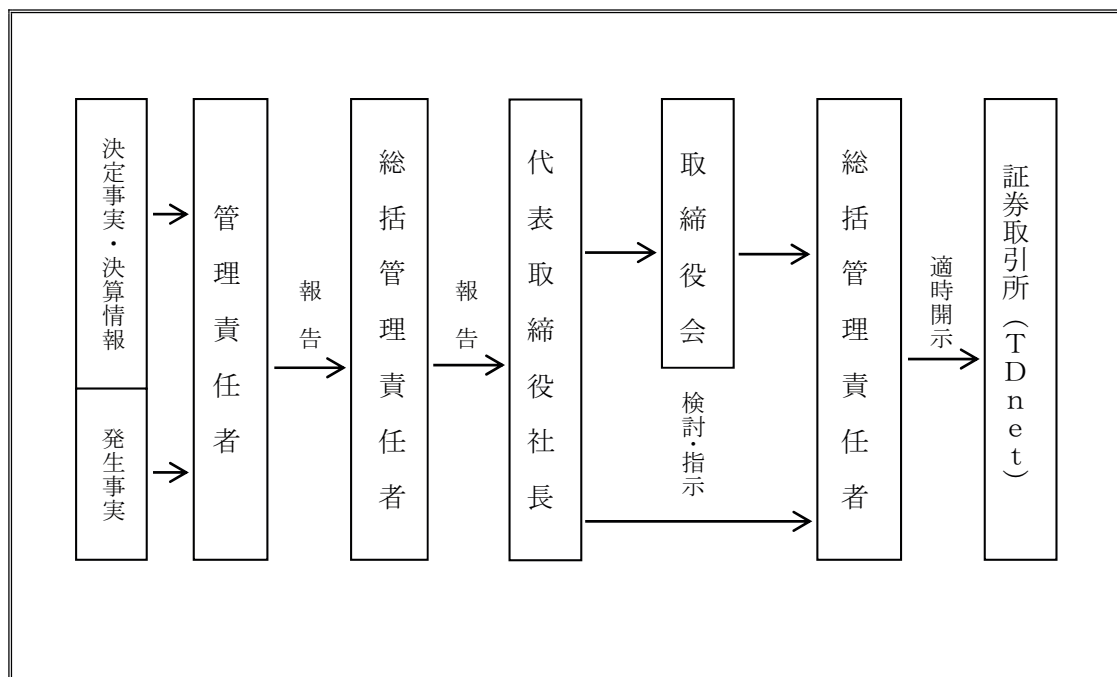 決定事実・決算情報
発生事実
管理責任者
報告
総括管理責任者
報告
代表取締役社長
取締役会
検討・指示
総括管理責任者
適時開示
証券取引所(TDnet)